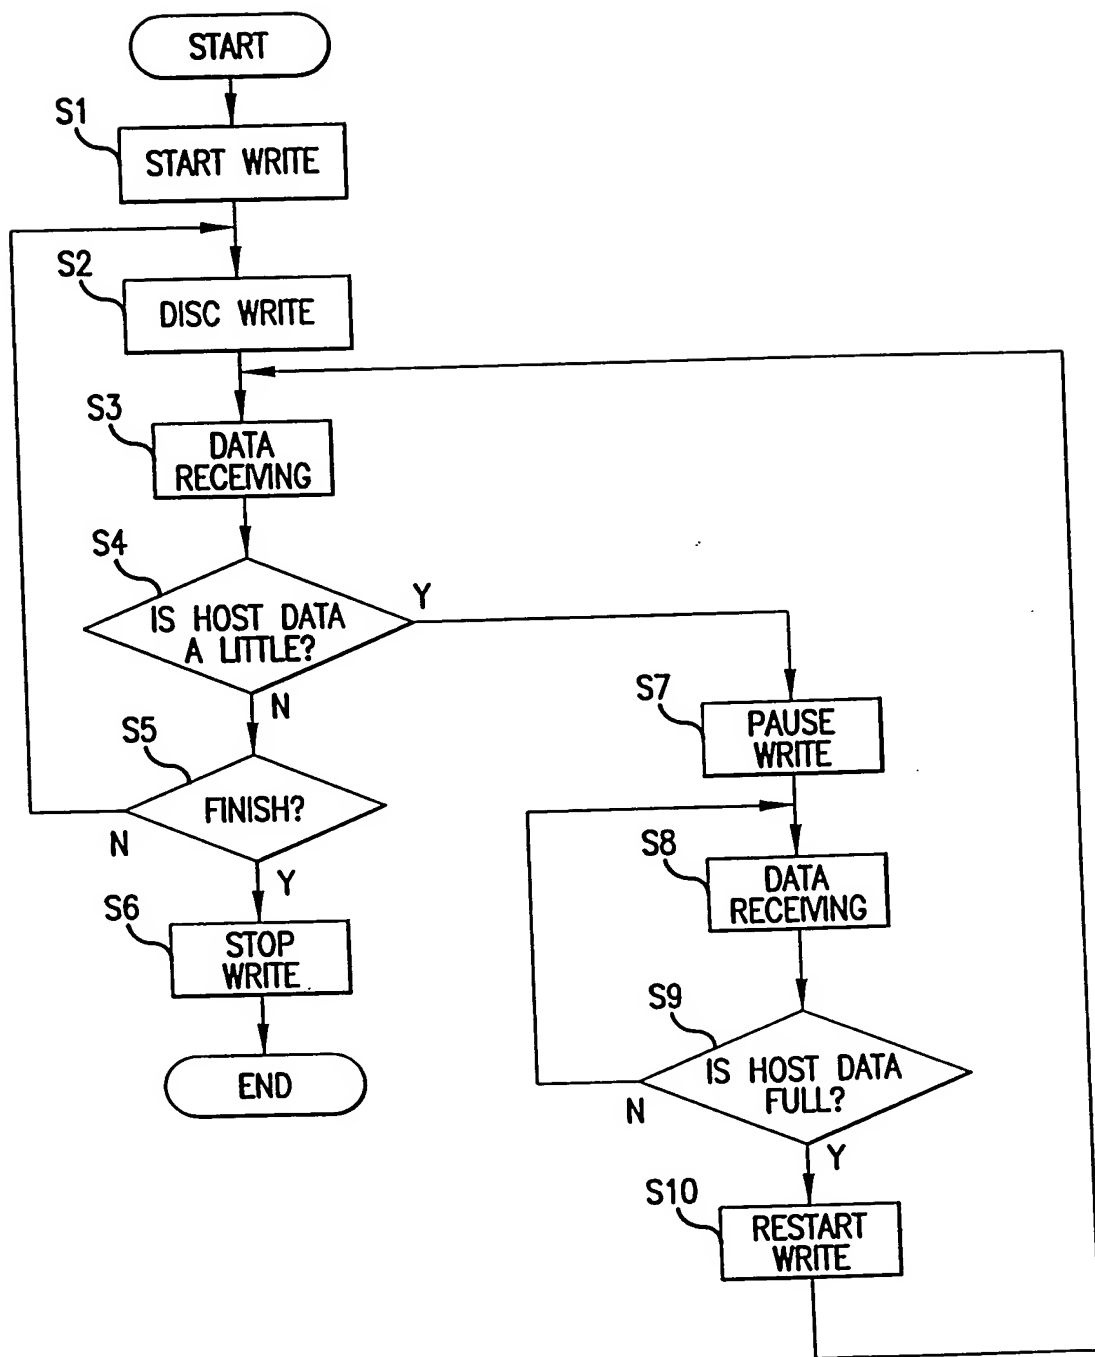 START
S1
START WRITE
S2
DISC WRITE
S3
DATA
RECEIVING
S4
IS HOST DATA
A LITTLE?
Y
N
S5
FINISH?
N
Y
S6
STOP
WRITE
END
S7
PAUSE
WRITE
S8
DATA
RECEIVING
S9
IS HOST DATA
FULL?
N
Y
S10
RESTART
WRITE